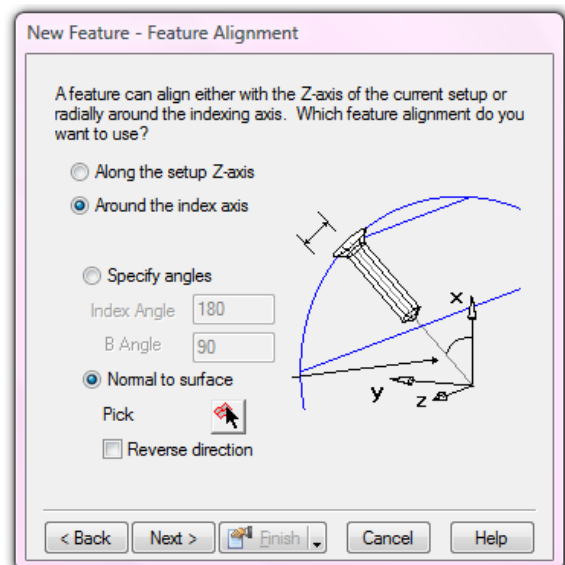 New Feature - Feature Alignment
A feature can align either with the Z-axis of the current setup or
radially around the indexing axis. Which feature alignment do you
want to use?
Along the setup Z-axis
Around the index axis
Specify angles
Index Angle 180
B Angle 90
Normal to surface
Pick
Reverse direction
x
y
z
< Back Next > Finish Cancel Help